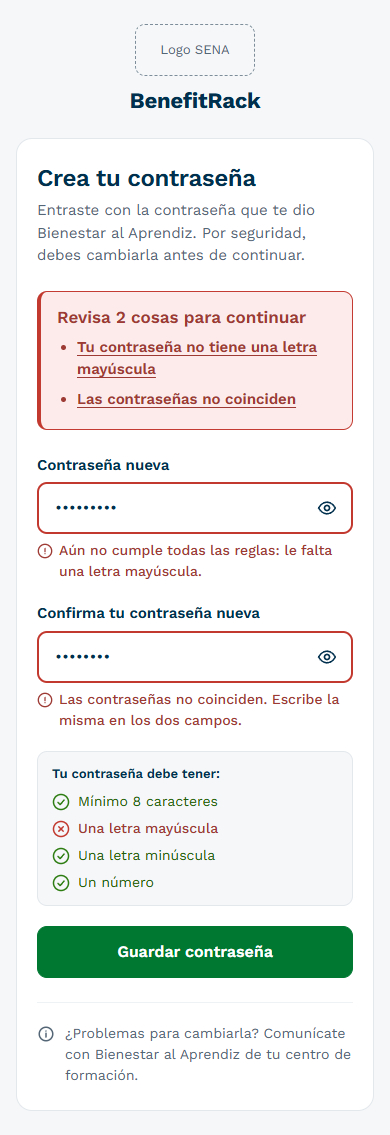 Logo SENA
BenefitRack
Crea tu contraseña
Entraste con la contraseña que te dio
Bienestar al Aprendiz. Por seguridad,
debes cambiarla antes de continuar.
Revisa 2 cosas para continuar
• Tu contraseña no tiene una letra
mayúscula
• Las contraseñas no coinciden
Contraseña nueva
•••••••••
Aún no cumple todas las reglas: le falta
una letra mayúscula.
Confirma tu contraseña nueva
••••••••
Las contraseñas no coinciden. Escribe la
misma en los dos campos.
Tu contraseña debe tener:
Mínimo 8 caracteres
Una letra mayúscula
Una letra minúscula
Un número
Guardar contraseña
¿Problemas para cambiarla? Comunícate
con Bienestar al Aprendiz de tu centro de
formación.